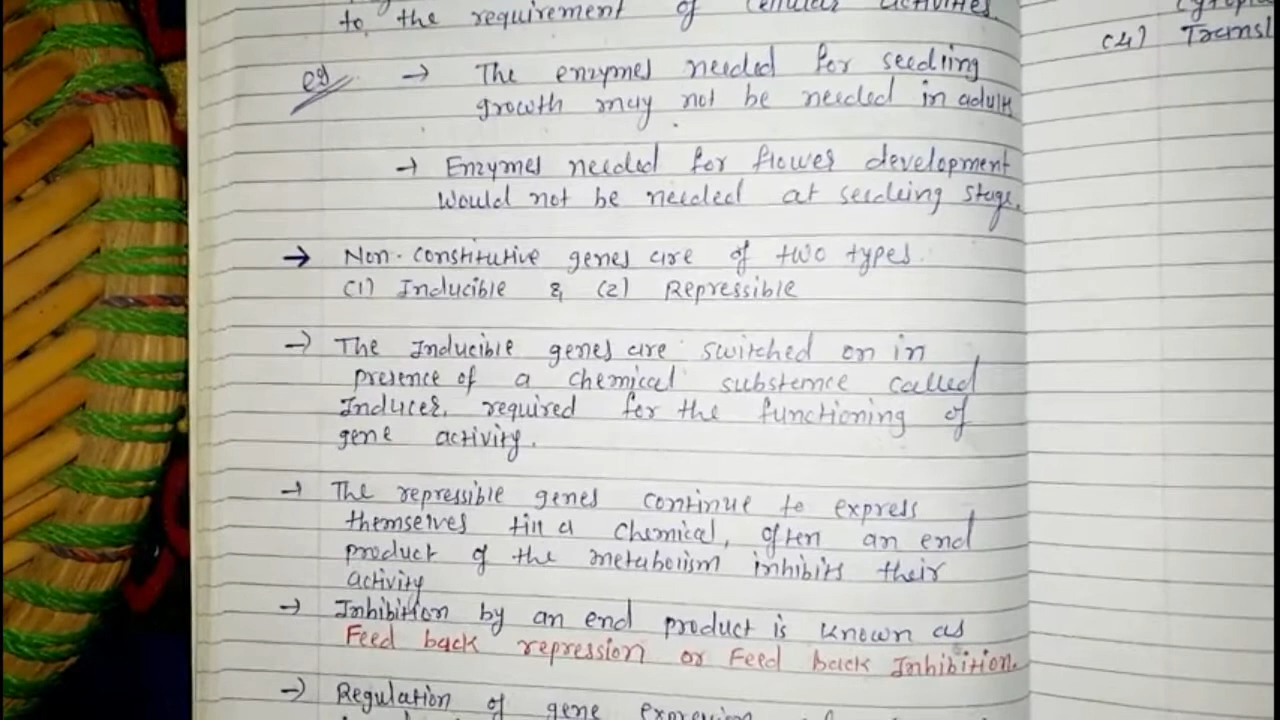 to the requirement of cellular activities.
eg → The enzymes needed for seedling
growth may not be needed in adult
→ Enzymes needed for flower development
would not be needed at seedling stage.
→ Non-constitutive genes are of two types.
(1) Inducible & (2) Repressible
→ The Inducible genes are switched on in
presence of a chemical substance called
Inducer, required for the functioning of
gene activity.
→ The repressible genes continue to express
themselves till a chemical, often an end
product of the metabolism inhibits their
activity
→ Inhibition by an end product is known as
Feed back repression or Feed back Inhibition.
→ Regulation of gene expression
(4) Transl